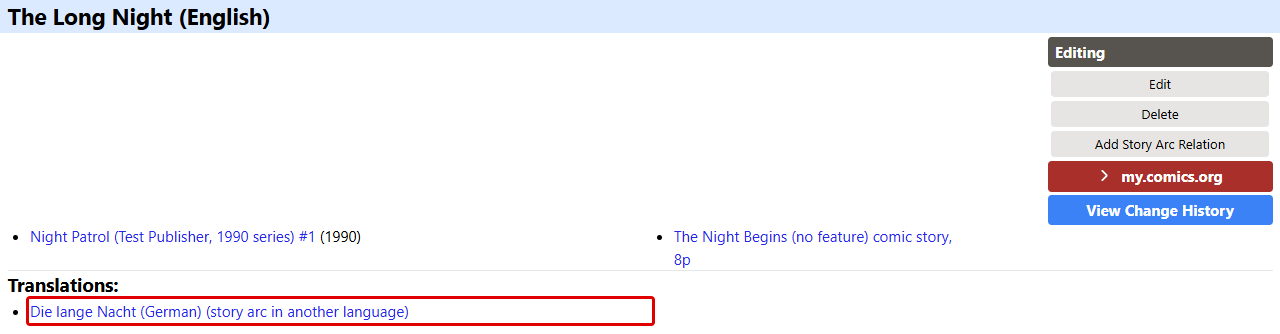 The Long Night (English)
Editing
Edit
Delete
Add Story Arc Relation
my.comics.org
View Change History
Night Patrol (Test Publisher, 1990 series) #1 (1990)
The Night Begins (no feature) comic story,
8p
Translations:
Die lange Nacht (German) (story arc in another language)